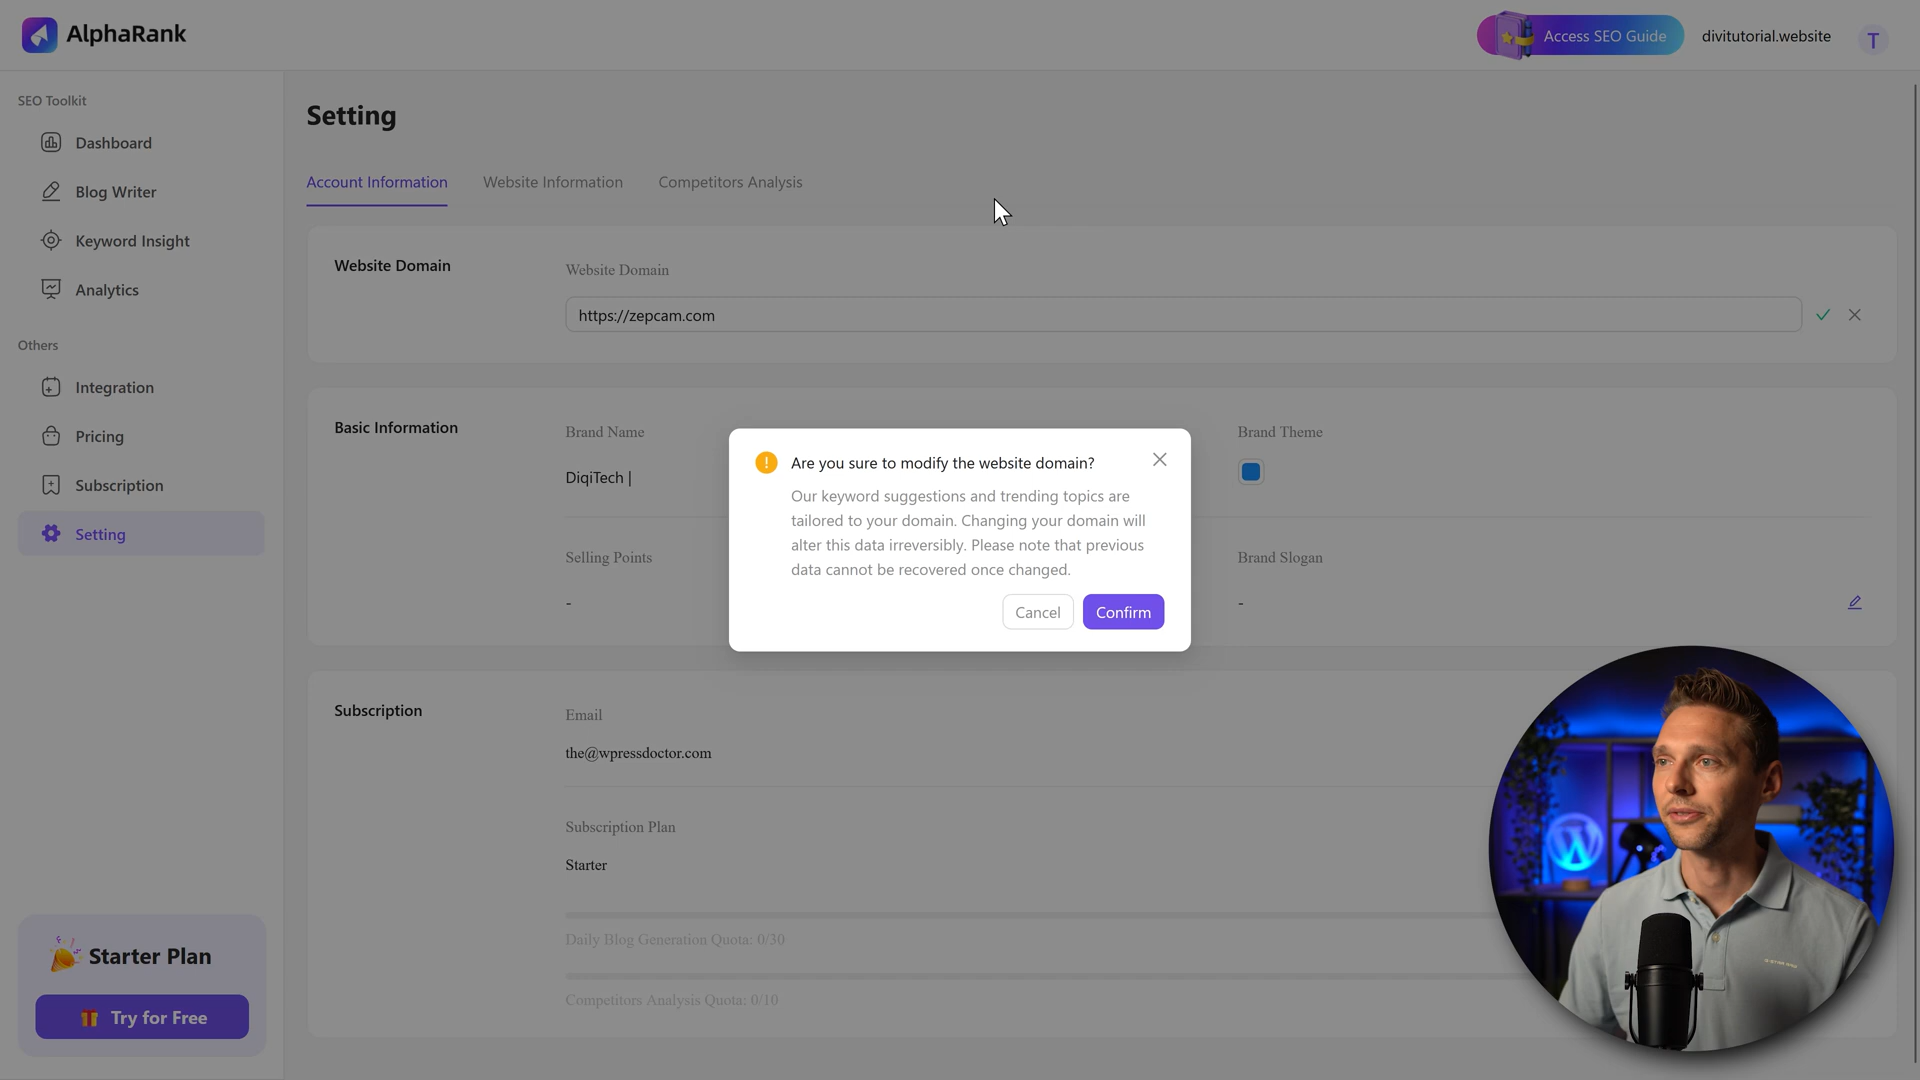 AlphaRank
Access SEO Guide
divitutorial.website
T
SEO Toolkit
Dashboard
Blog Writer
Keyword Insight
Analytics
Others
Integration
Pricing
Subscription
Setting
Starter Plan
Try for Free
Setting
Account Information
Website Information
Competitors Analysis
Website Domain
Website Domain
https://zepcam.com
Basic Information
Brand Name
DiqiTech |
Brand Theme
Selling Points
-
Brand Slogan
-
Are you sure to modify the website domain?
Our keyword suggestions and trending topics are
tailored to your domain. Changing your domain will
alter this data irreversibly. Please note that previous
data cannot be recovered once changed.
Cancel
Confirm
Subscription
Email
the@wpressdoctor.com
Subscription Plan
Starter
Daily Blog Generation Quota: 0/30
Competitors Analysis Quota: 0/10